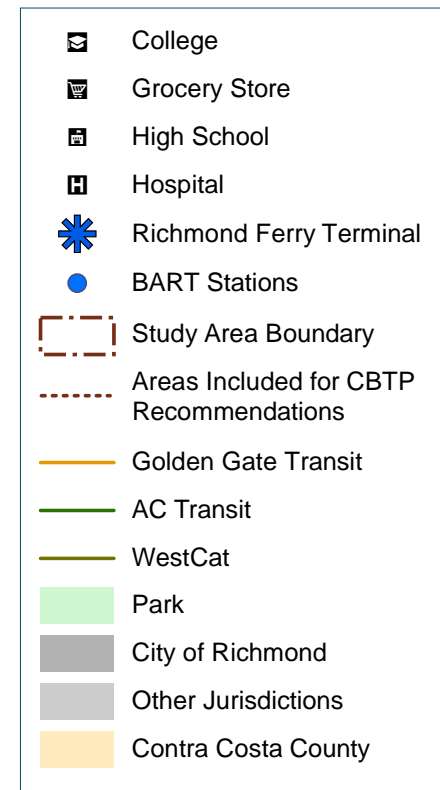 College
Grocery Store
High School
H Hospital
Richmond Ferry Terminal
BART Stations
Study Area Boundary
Areas Included for CBTP
Recommendations
Golden Gate Transit
AC Transit
WestCat
Park
City of Richmond
Other Jurisdictions
Contra Costa County